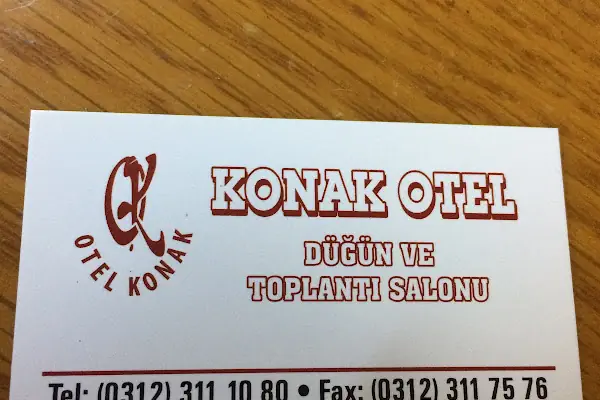 KONAK OTEL
DÜĞÜN VE
TOPLANTI SALONU
OTEL KONAK
Tel: (0312) 311 10 80 • Fax: (0312) 311 75 76